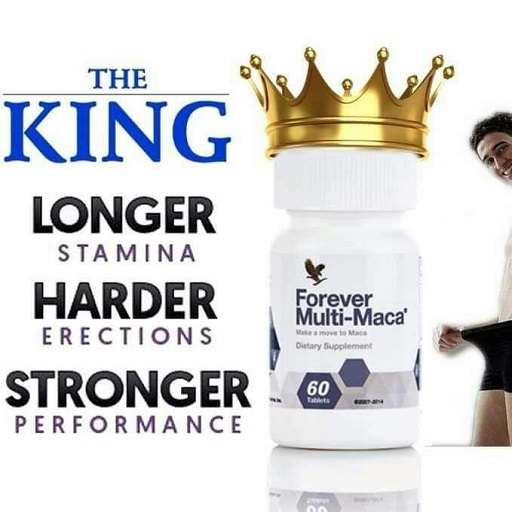 THE
KING
LONGER
STAMINA
HARDER
ERECTIONS
STRONGER
PERFORMANCE
Forever
Multi-Maca
Make a move to Maca
Dietary Supplement
60
Tablets
©2007-2014